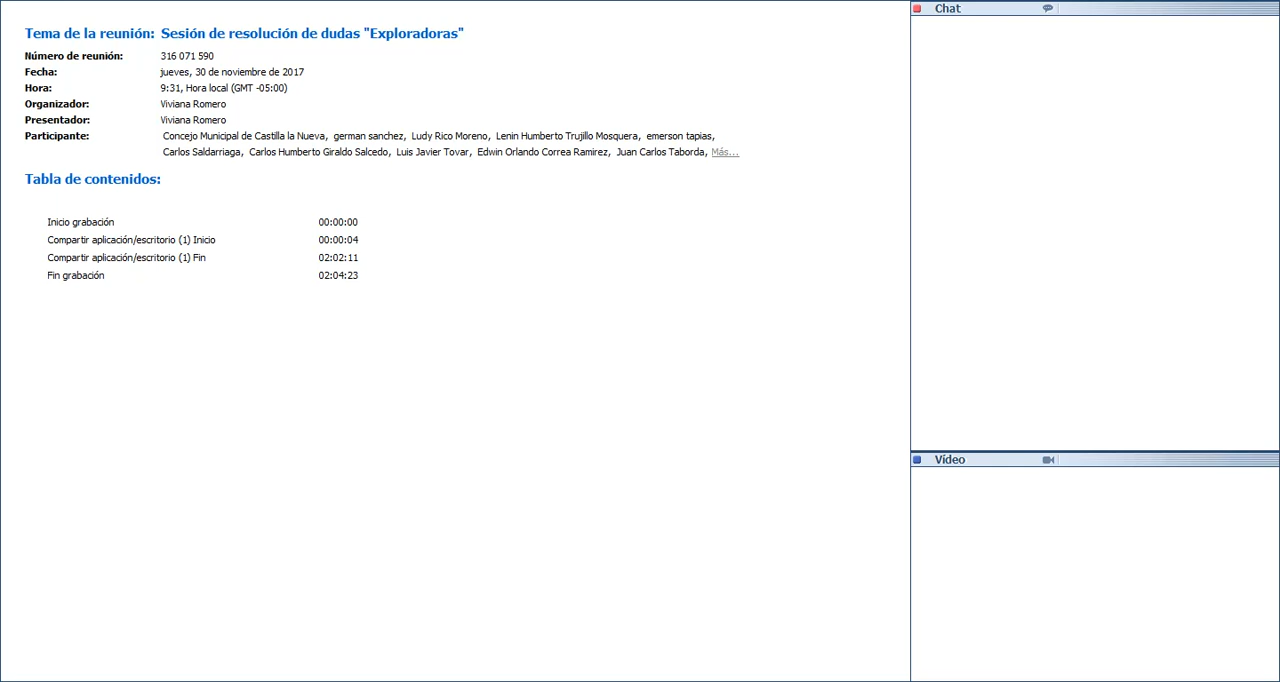 Tema de la reunión: Sesión de resolución de dudas "Exploradoras"
Número de reunión: 316 071 590
Fecha: jueves, 30 de noviembre de 2017
Hora: 9:31, Hora local (GMT -05:00)
Organizador: Viviana Romero
Presentador: Viviana Romero
Participante: Concejo Municipal de Castilla la Nueva, german sanchez, Ludy Rico Moreno, Lenin Humberto Trujillo Mosquera, emerson tapias,
Carlos Saldarriaga, Carlos Humberto Giraldo Salcedo, Luis Javier Tovar, Edwin Orlando Correa Ramirez, Juan Carlos Taborda, Más...
Tabla de contenidos:
Inicio grabación 00:00:00
Compartir aplicación/escritorio (1) Inicio 00:00:04
Compartir aplicación/escritorio (1) Fin 02:02:11
Fin grabación 02:04:23
Chat
Vídeo